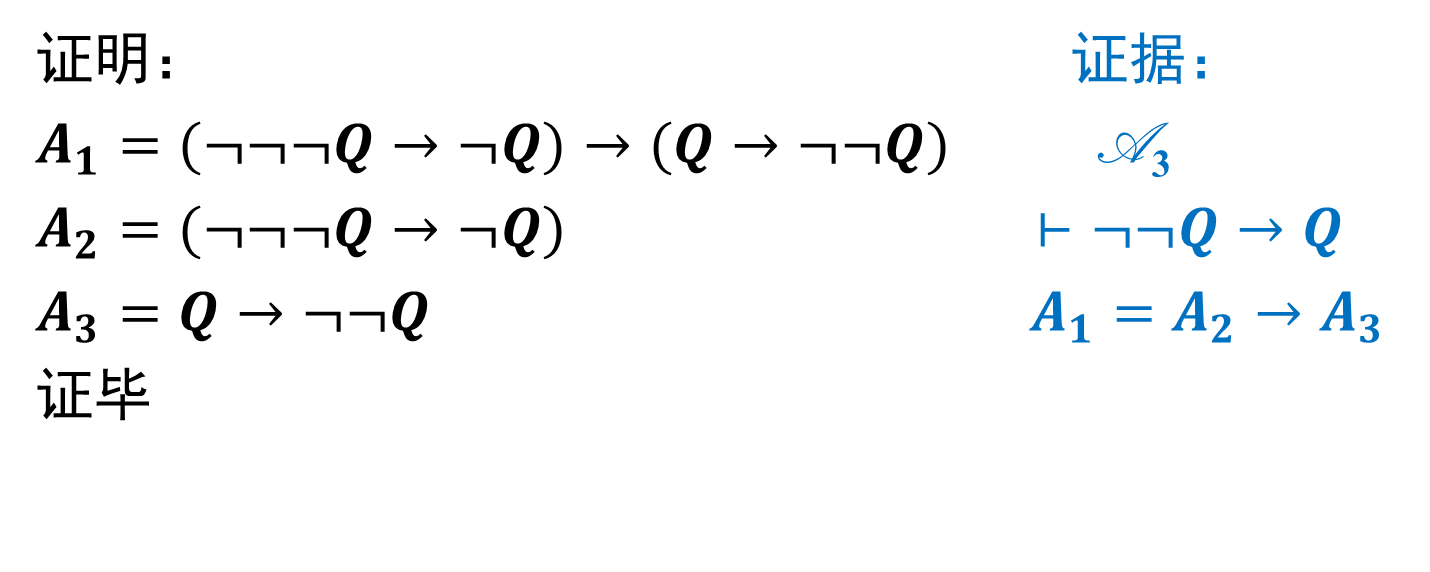 证明： 证据：
A₁ = (¬¬¬Q → ¬Q) → (Q → ¬¬Q) 𝒜₃
A₂ = (¬¬¬Q → ¬Q) ⊢ ¬¬Q → Q
A₃ = Q → ¬¬Q A₁ = A₂ → A₃
证毕